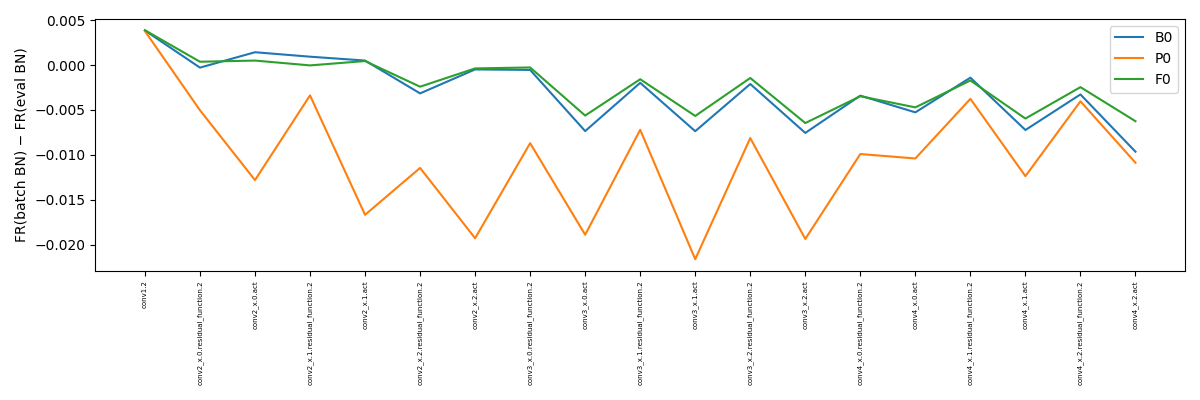 FR(batch BN) − FR(eval BN)
0.005
0.000
−0.005
−0.010
−0.015
−0.020
B0
P0
F0
conv1.2
conv2_x.0.residual_function.2
conv2_x.0.act
conv2_x.1.residual_function.2
conv2_x.1.act
conv2_x.2.residual_function.2
conv2_x.2.act
conv3_x.0.residual_function.2
conv3_x.0.act
conv3_x.1.residual_function.2
conv3_x.1.act
conv3_x.2.residual_function.2
conv3_x.2.act
conv4_x.0.residual_function.2
conv4_x.0.act
conv4_x.1.residual_function.2
conv4_x.1.act
conv4_x.2.residual_function.2
conv4_x.2.act